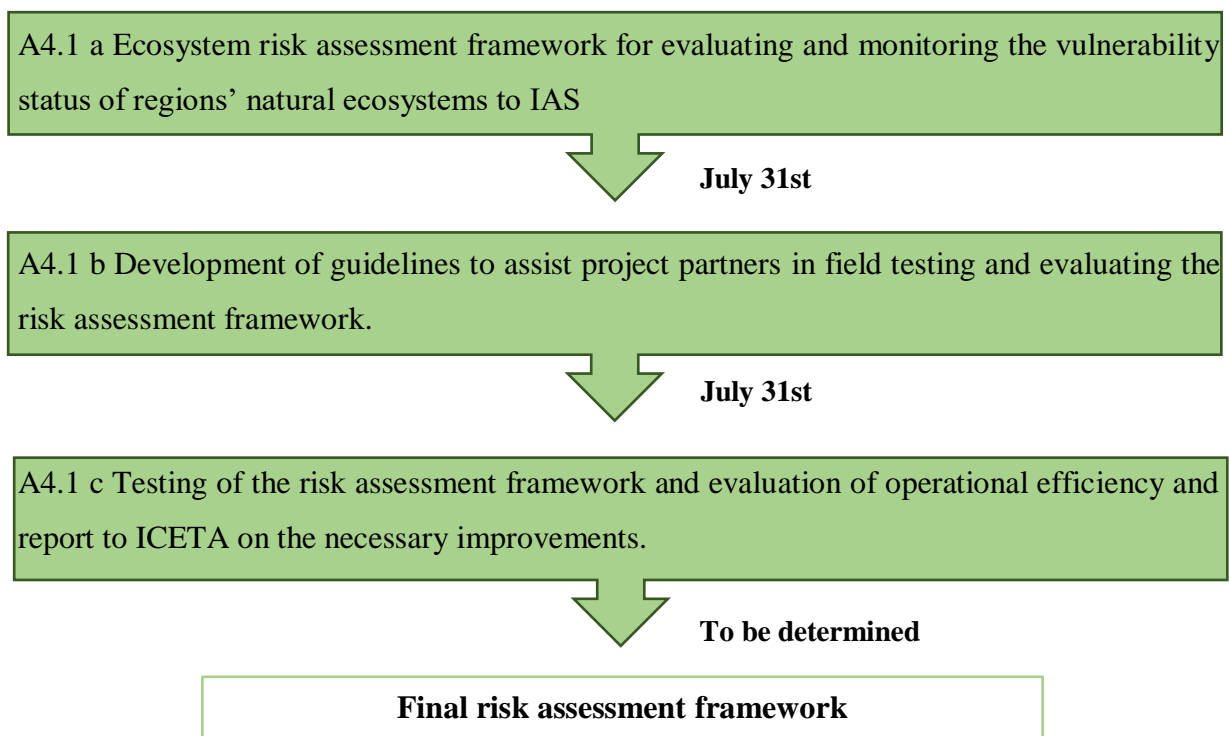 A4.1 a Ecosystem risk assessment framework for evaluating and monitoring the vulnerability
status of regions’ natural ecosystems to IAS
July 31st
A4.1 b Development of guidelines to assist project partners in field testing and evaluating the
risk assessment framework.
July 31st
A4.1 c Testing of the risk assessment framework and evaluation of operational efficiency and
report to ICETA on the necessary improvements.
To be determined
Final risk assessment framework